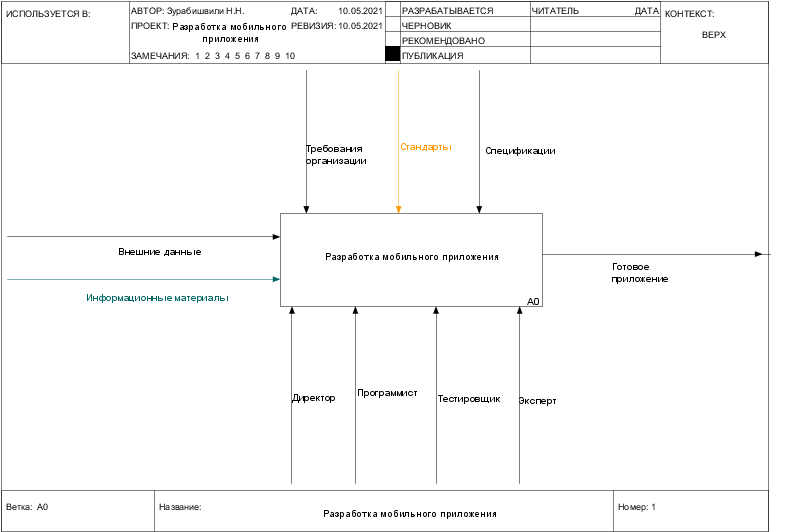 ИСПОЛЬЗУЕТСЯ В:
АВТОР: Зурабишвили Н.Н.
ДАТА: 10.05.2021
ПРОЕКТ: Разработка мобильного
приложения
РЕВИЗИЯ: 10.05.2021
ЗАМЕЧАНИЯ: 1 2 3 4 5 6 7 8 9 10
РАЗРАБАТЫВАЕТСЯ
ЧЕРНОВИК
РЕКОМЕНДОВАНО
ПУБЛИКАЦИЯ
ЧИТАТЕЛЬ
ДАТА
КОНТЕКСТ:
ВЕРХ
Требования
организации
Стандарты
Спецификации
Внешние данные
Информационные материалы
Разработка мобильного приложения
A0
Готовое
приложение
Директор
Программист
Тестировщик
Эксперт
Ветка: A0
Название:
Разработка мобильного приложения
Номер: 1